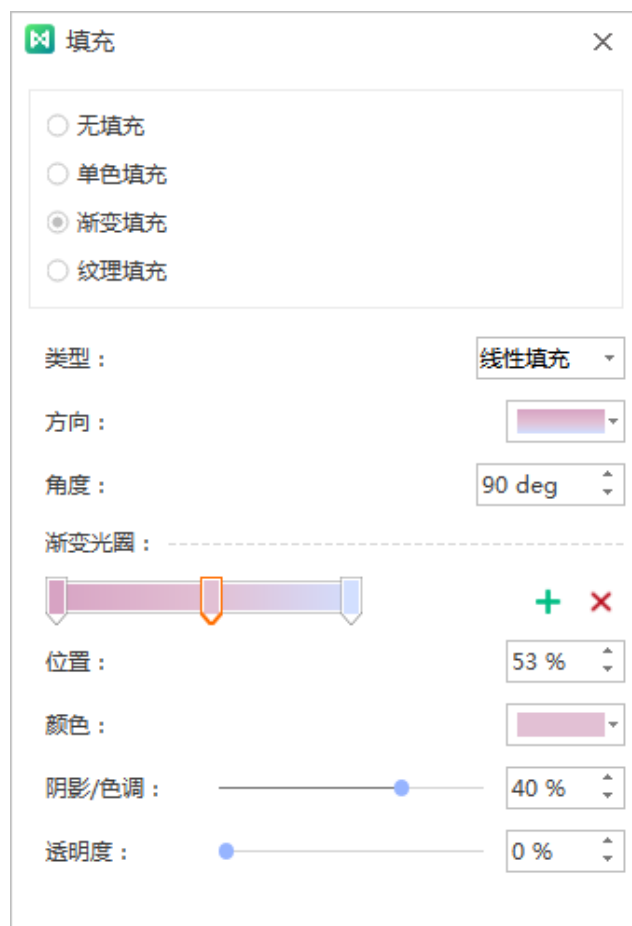 填充
无填充
单色填充
渐变填充
纹理填充
类型：
线性填充
方向：
角度：
90 deg
渐变光圈：
位置：
53 %
颜色：
阴影/色调：
40 %
透明度：
0 %